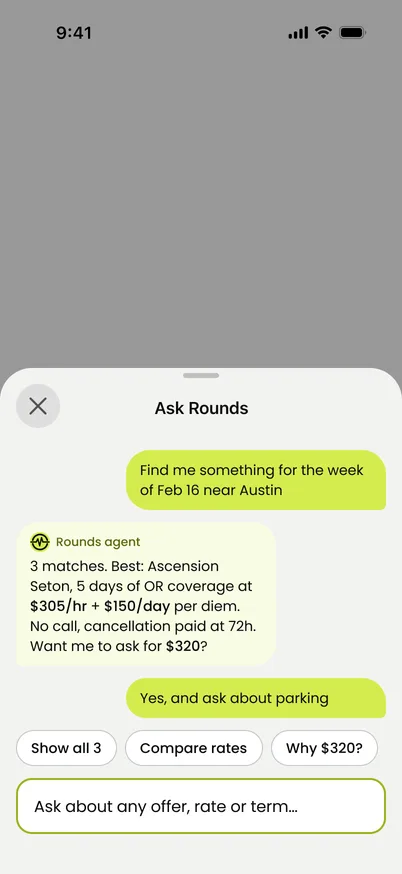 9:41
Ask Rounds
Find me something for the week
of Feb 16 near Austin
Rounds agent
3 matches. Best: Ascension
Seton, 5 days of OR coverage at
$305/hr + $150/day per diem.
No call, cancellation paid at 72h.
Want me to ask for $320?
Yes, and ask about parking
Show all 3
Compare rates
Why $320?
Ask about any offer, rate or term...